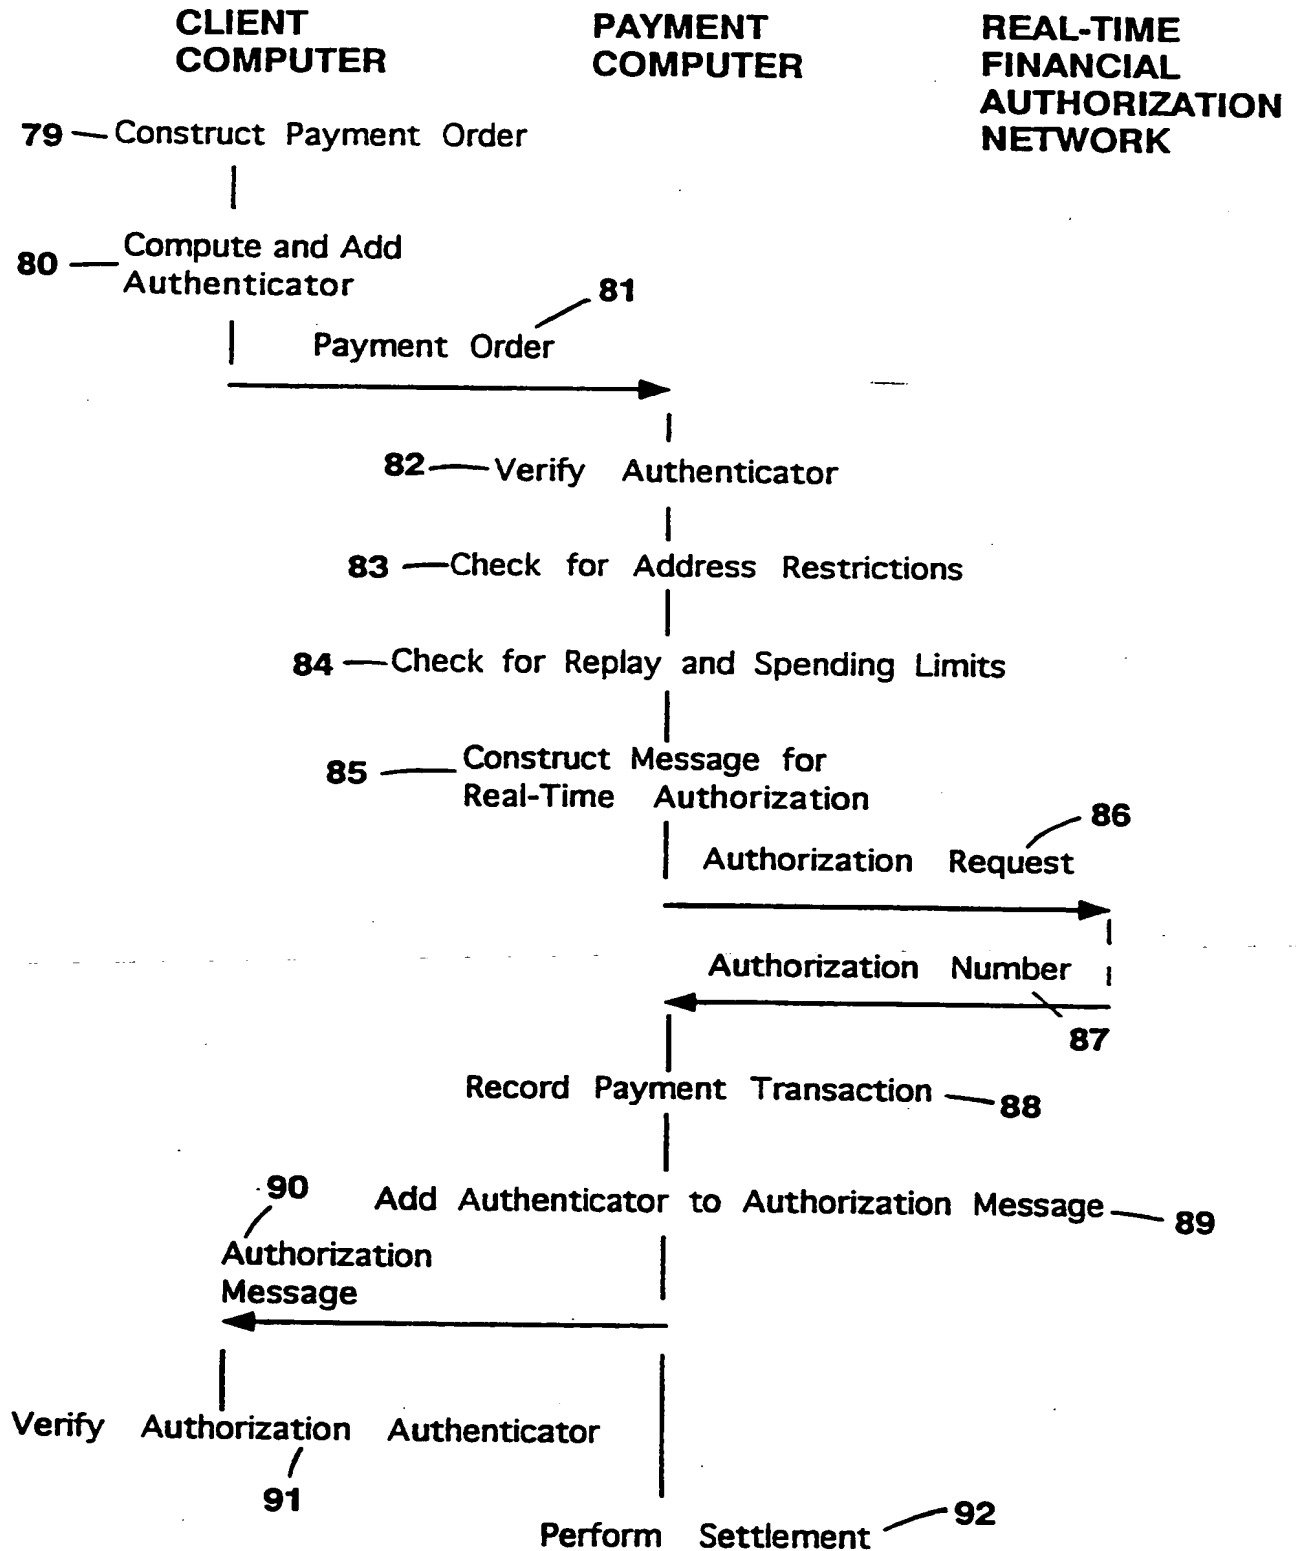 CLIENT
COMPUTER
PAYMENT
COMPUTER
REAL-TIME
FINANCIAL
AUTHORIZATION
NETWORK
79 Construct Payment Order
80 Compute and Add
Authenticator
81
Payment Order
82 Verify Authenticator
83 Check for Address Restrictions
84 Check for Replay and Spending Limits
85 Construct Message for
Real-Time Authorization
86
Authorization Request
Authorization Number
87
Record Payment Transaction 88
90
Add Authenticator to Authorization Message 89
Authorization
Message
Verify Authorization Authenticator
91
Perform Settlement 92